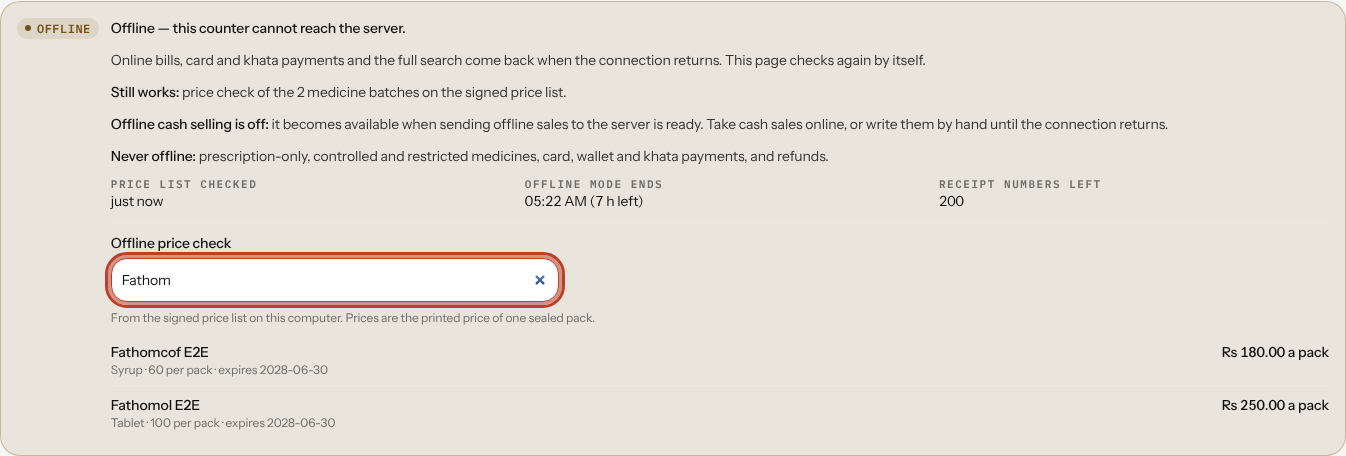 OFFLINE
Offline — this counter cannot reach the server.
Online bills, card and khata payments and the full search come back when the connection returns. This page checks again by itself.
Still works: price check of the 2 medicine batches on the signed price list.
Offline cash selling is off: it becomes available when sending offline sales to the server is ready. Take cash sales online, or write them by hand until the connection returns.
Never offline: prescription-only, controlled and restricted medicines, card, wallet and khata payments, and refunds.
PRICE LIST CHECKED
just now
OFFLINE MODE ENDS
05:22 AM (7 h left)
RECEIPT NUMBERS LEFT
200
Offline price check
Fathom
From the signed price list on this computer. Prices are the printed price of one sealed pack.
Fathomcof E2E
Rs 180.00 a pack
Syrup · 60 per pack · expires 2028-06-30
Fathomol E2E
Rs 250.00 a pack
Tablet · 100 per pack · expires 2028-06-30